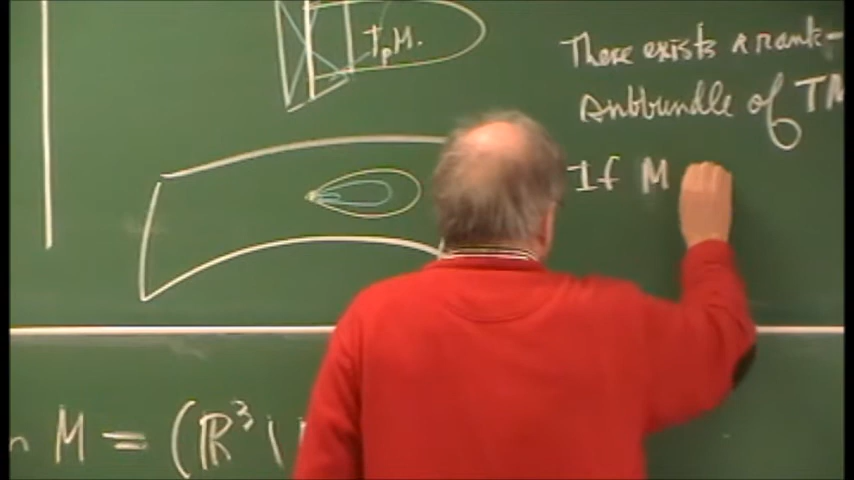 TₚM.
There exists a rank-
subbundle of TM
If M
M = (ℝ³\